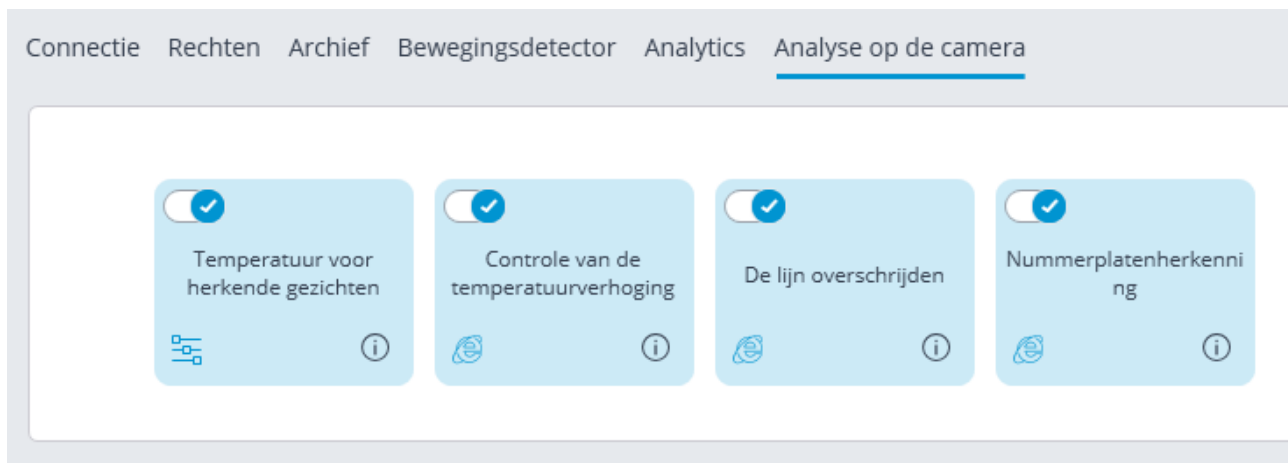 Connectie Rechten Archief Bewegingsdetector Analytics Analyse op de camera
Temperatuur voor
herkende gezichten
Controle van de
temperatuurverhoging
De lijn overschrijden
Nummerplatenherkenni
ng